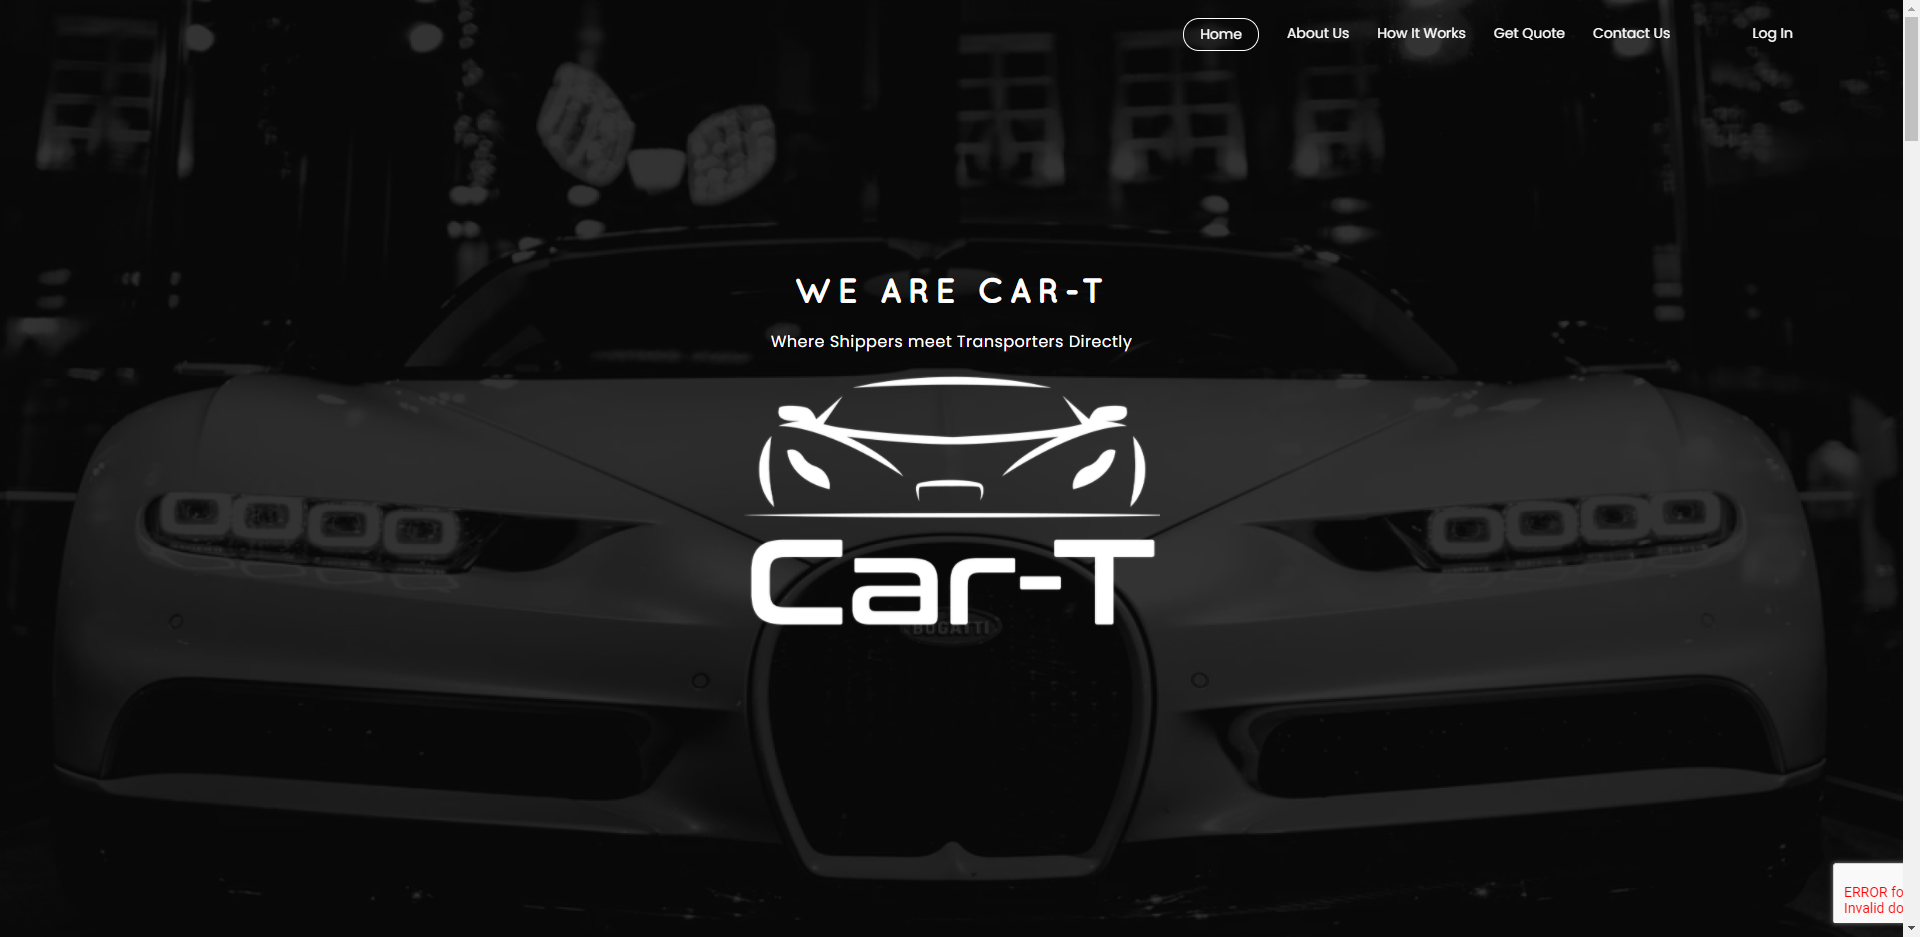 Home
About Us
How It Works
Get Quote
Contact Us
Log In
WE ARE CAR-T
Where Shippers meet Transporters Directly
Car-T
BUGATTI
ERROR fo
Invalid do